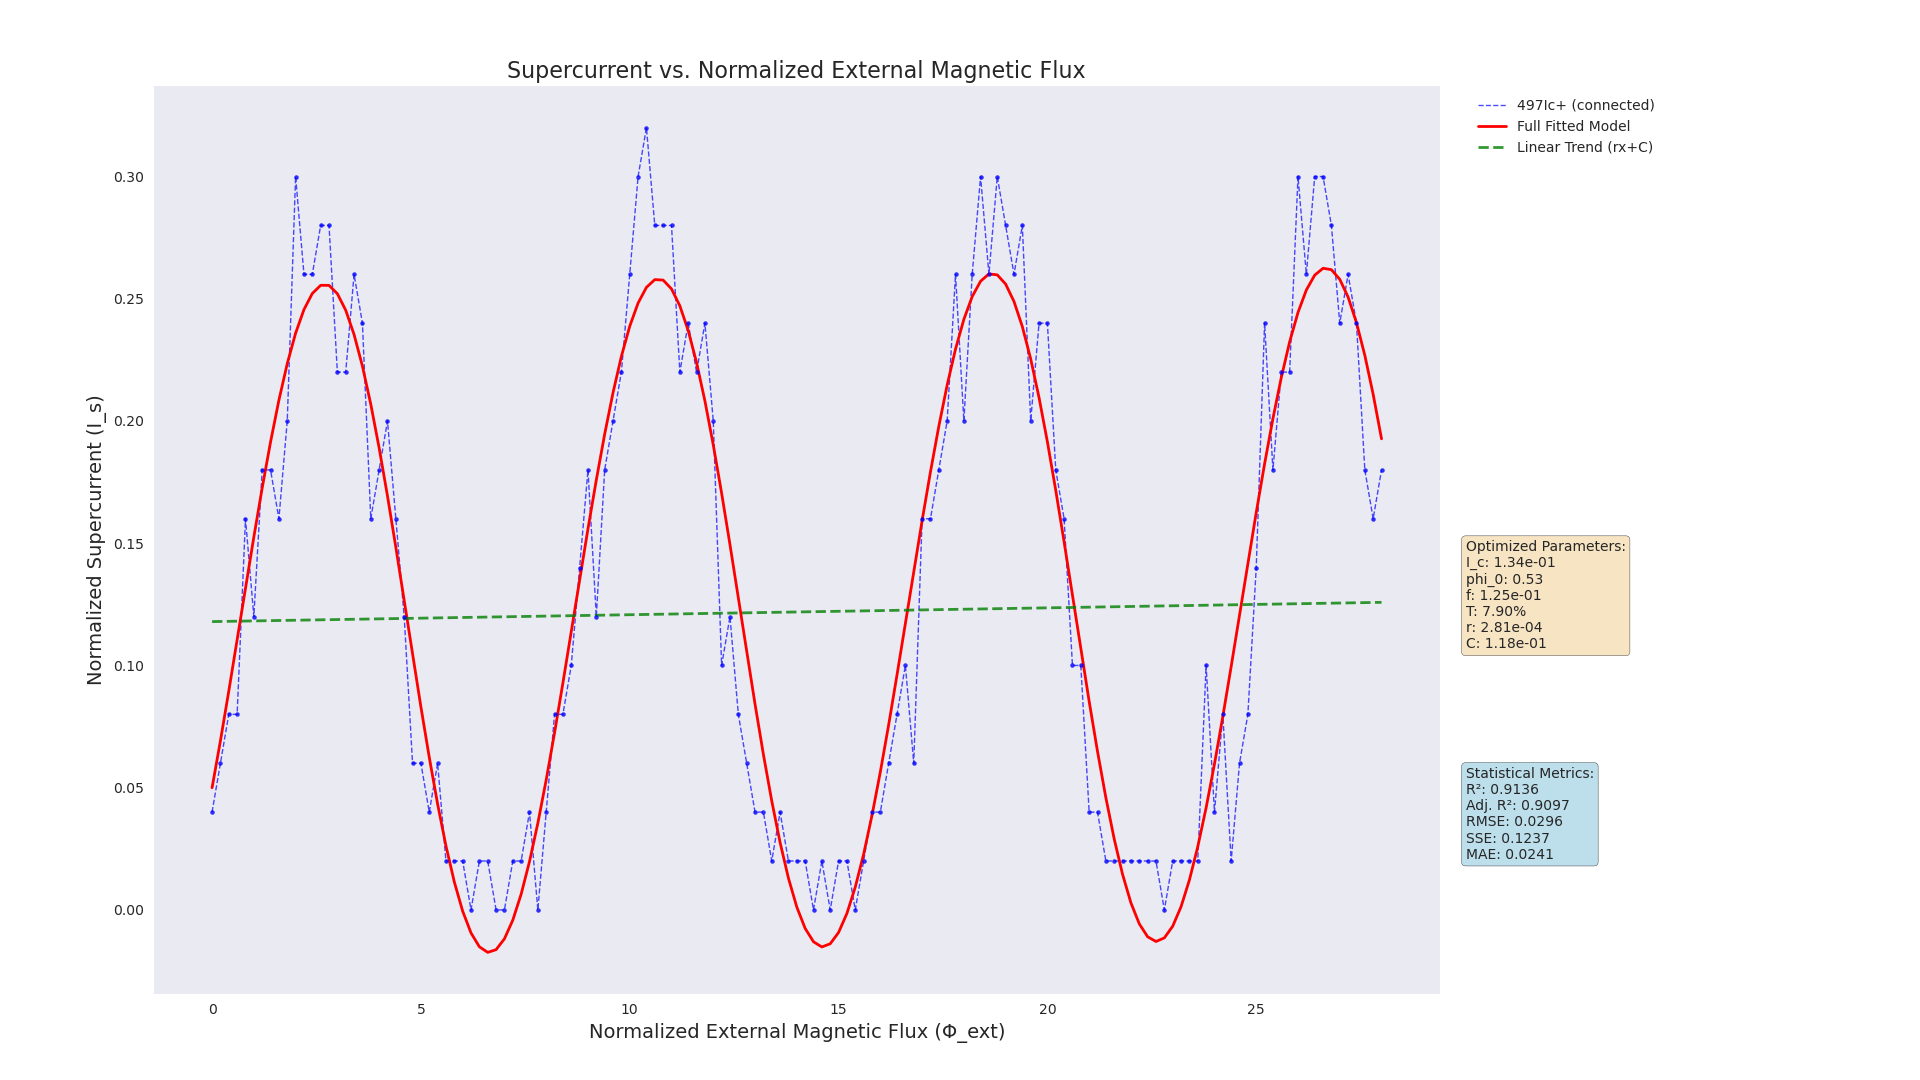 Supercurrent vs. Normalized External Magnetic Flux
497Ic+ (connected)
Full Fitted Model
Linear Trend (rx+C)
Normalized Supercurrent (I_s)
0.30
0.25
0.20
0.15
0.10
0.05
0.00
0 5 10 15 20 25
Normalized External Magnetic Flux (Φ_ext)
Optimized Parameters:
I_c: 1.34e-01
phi_0: 0.53
f: 1.25e-01
T: 7.90%
r: 2.81e-04
C: 1.18e-01
Statistical Metrics:
R²: 0.9136
Adj. R²: 0.9097
RMSE: 0.0296
SSE: 0.1237
MAE: 0.0241